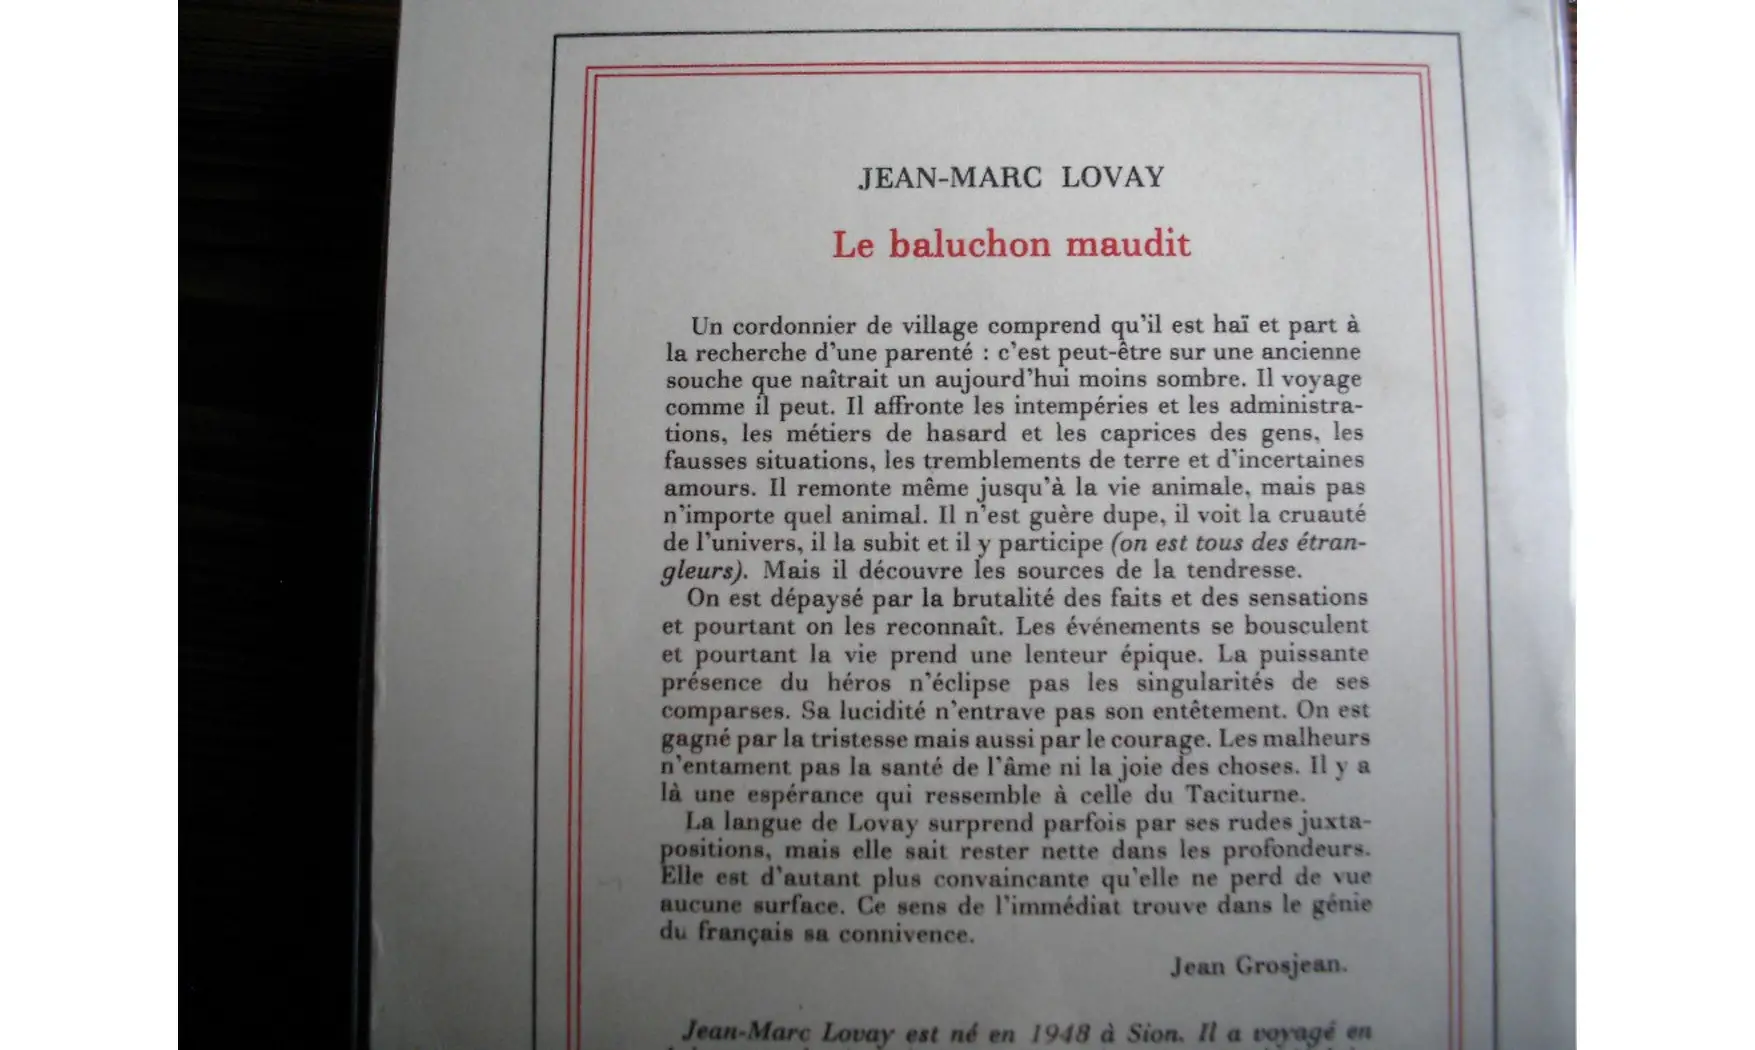 JEAN-MARC LOVAY
Le baluchon maudit
Un cordonnier de village comprend qu'il est haï et part à
la recherche d'une parenté : c'est peut-être sur une ancienne
souche que naîtrait un aujourd'hui moins sombre. Il voyage
comme il peut. Il affronte les intempéries et les administra-
tions, les métiers de hasard et les caprices des gens, les
fausses situations, les tremblements de terre et d'incertaines
amours. Il remonte même jusqu'à la vie animale, mais pas
n'importe quel animal. Il n'est guère dupe, il voit la cruauté
de l'univers, il la subit et il y participe (on est tous des étran-
gleurs). Mais il découvre les sources de la tendresse.
On est dépaysé par la brutalité des faits et des sensations
et pourtant on les reconnaît. Les événements se bousculent
et pourtant la vie prend une lenteur épique. La puissante
présence du héros n'éclipse pas les singularités de ses
comparses. Sa lucidité n'entrave pas son entêtement. On est
gagné par la tristesse mais aussi par le courage. Les malheurs
n'entament pas la santé de l'âme ni la joie des choses. Il y a
là une espérance qui ressemble à celle du Taciturne.
La langue de Lovay surprend parfois par ses rudes juxta-
positions, mais elle sait rester nette dans les profondeurs.
Elle est d'autant plus convaincante qu'elle ne perd de vue
aucune surface. Ce sens de l'immédiat trouve dans le génie
du français sa connivence.
Jean Grosjean.
Jean-Marc Lovay est né en 1948 à Sion. Il a voyagé en